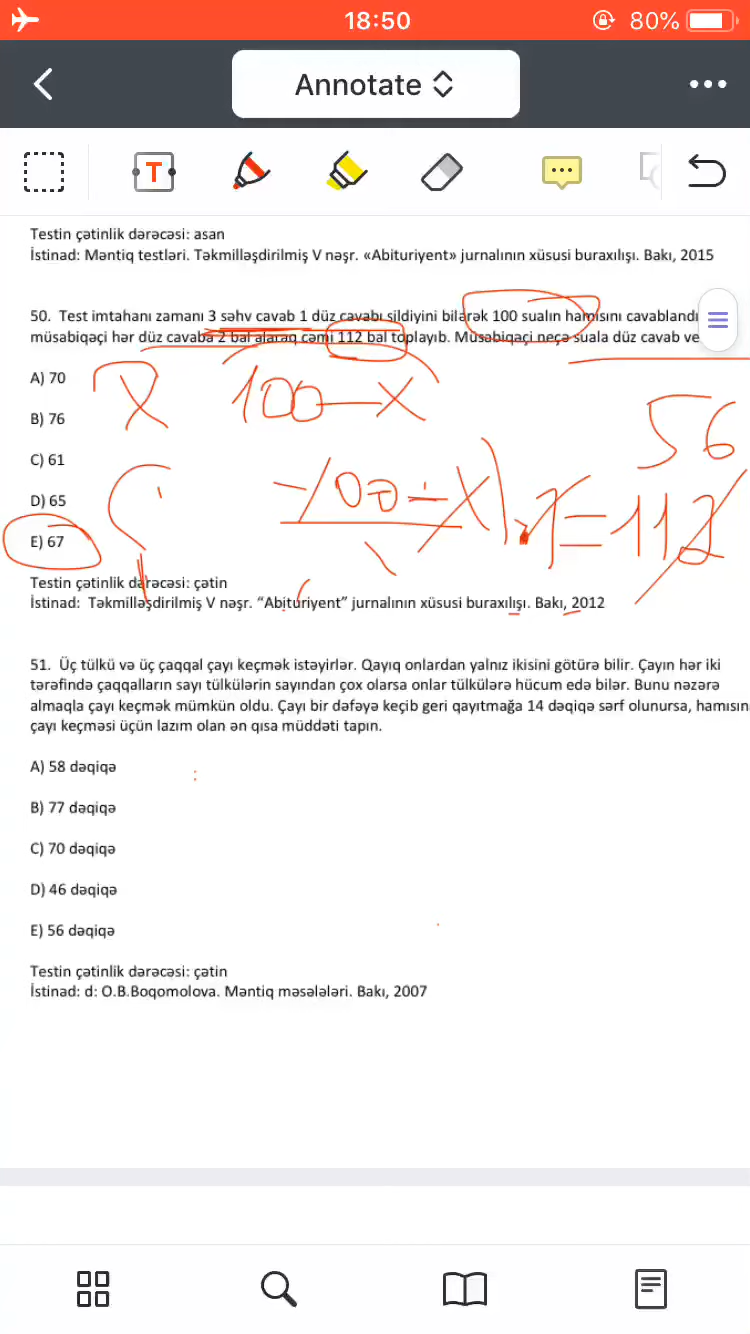 18:50
80%
Annotate
T
Testin çətinlik dərəcəsi: asan
İstinad: Məntiq testləri. Təkmilləşdirilmiş V nəşr. «Abituriyent» jurnalının xüsusi buraxılışı. Bakı, 2015
50. Test imtahanı zamanı 3 səhv cavab 1 düz cavabı sildiyini bilərək 100 sualın hamısını cavablandı
müsabiqəçi hər düz cavaba 2 bal alaraq cəmi 112 bal toplayıb. Müsabiqəçi neçə suala düz cavab ve
A) 70
X 100-X
B) 76
56
C) 61
D) 65
100-X
=112
E) 67
Testin çətinlik dərəcəsi: çətin
İstinad: Təkmilləşdirilmiş V nəşr. “Abituriyent” jurnalının xüsusi buraxılışı. Bakı, 2012
51. Üç tülkü və üç çaqqal çayı keçmək istəyirlər. Qayıq onlardan yalnız ikisini götürə bilir. Çayın hər iki
tərəfində çaqqalların sayı tülkülərin sayından çox olarsa onlar tülkülərə hücum edə bilər. Bunu nəzərə
almaqla çayı keçmək mümkün oldu. Çayı bir dəfəyə keçib geri qayıtmağa 14 dəqiqə sərf olunursa, hamısın
çayı keçməsi üçün lazım olan ən qısa müddəti tapın.
A) 58 dəqiqə
B) 77 dəqiqə
C) 70 dəqiqə
D) 46 dəqiqə
E) 56 dəqiqə
Testin çətinlik dərəcəsi: çətin
İstinad: d: O.B.Boqomolova. Məntiq məsələləri. Bakı, 2007